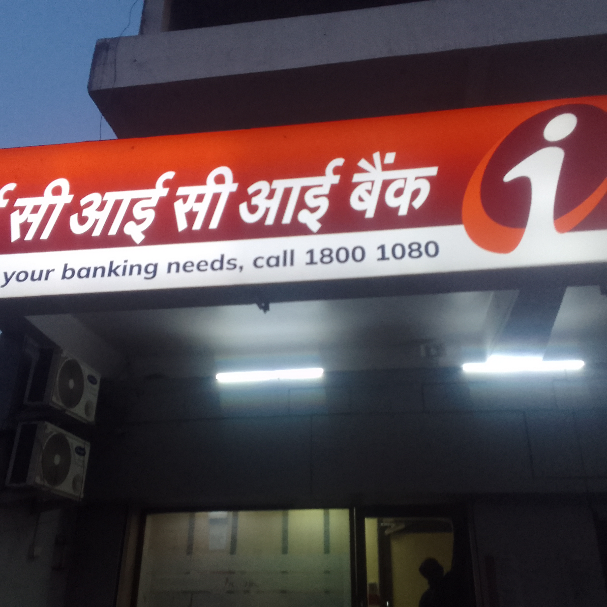 सी आई सी आई बैंक
your banking needs, call 1800 1080